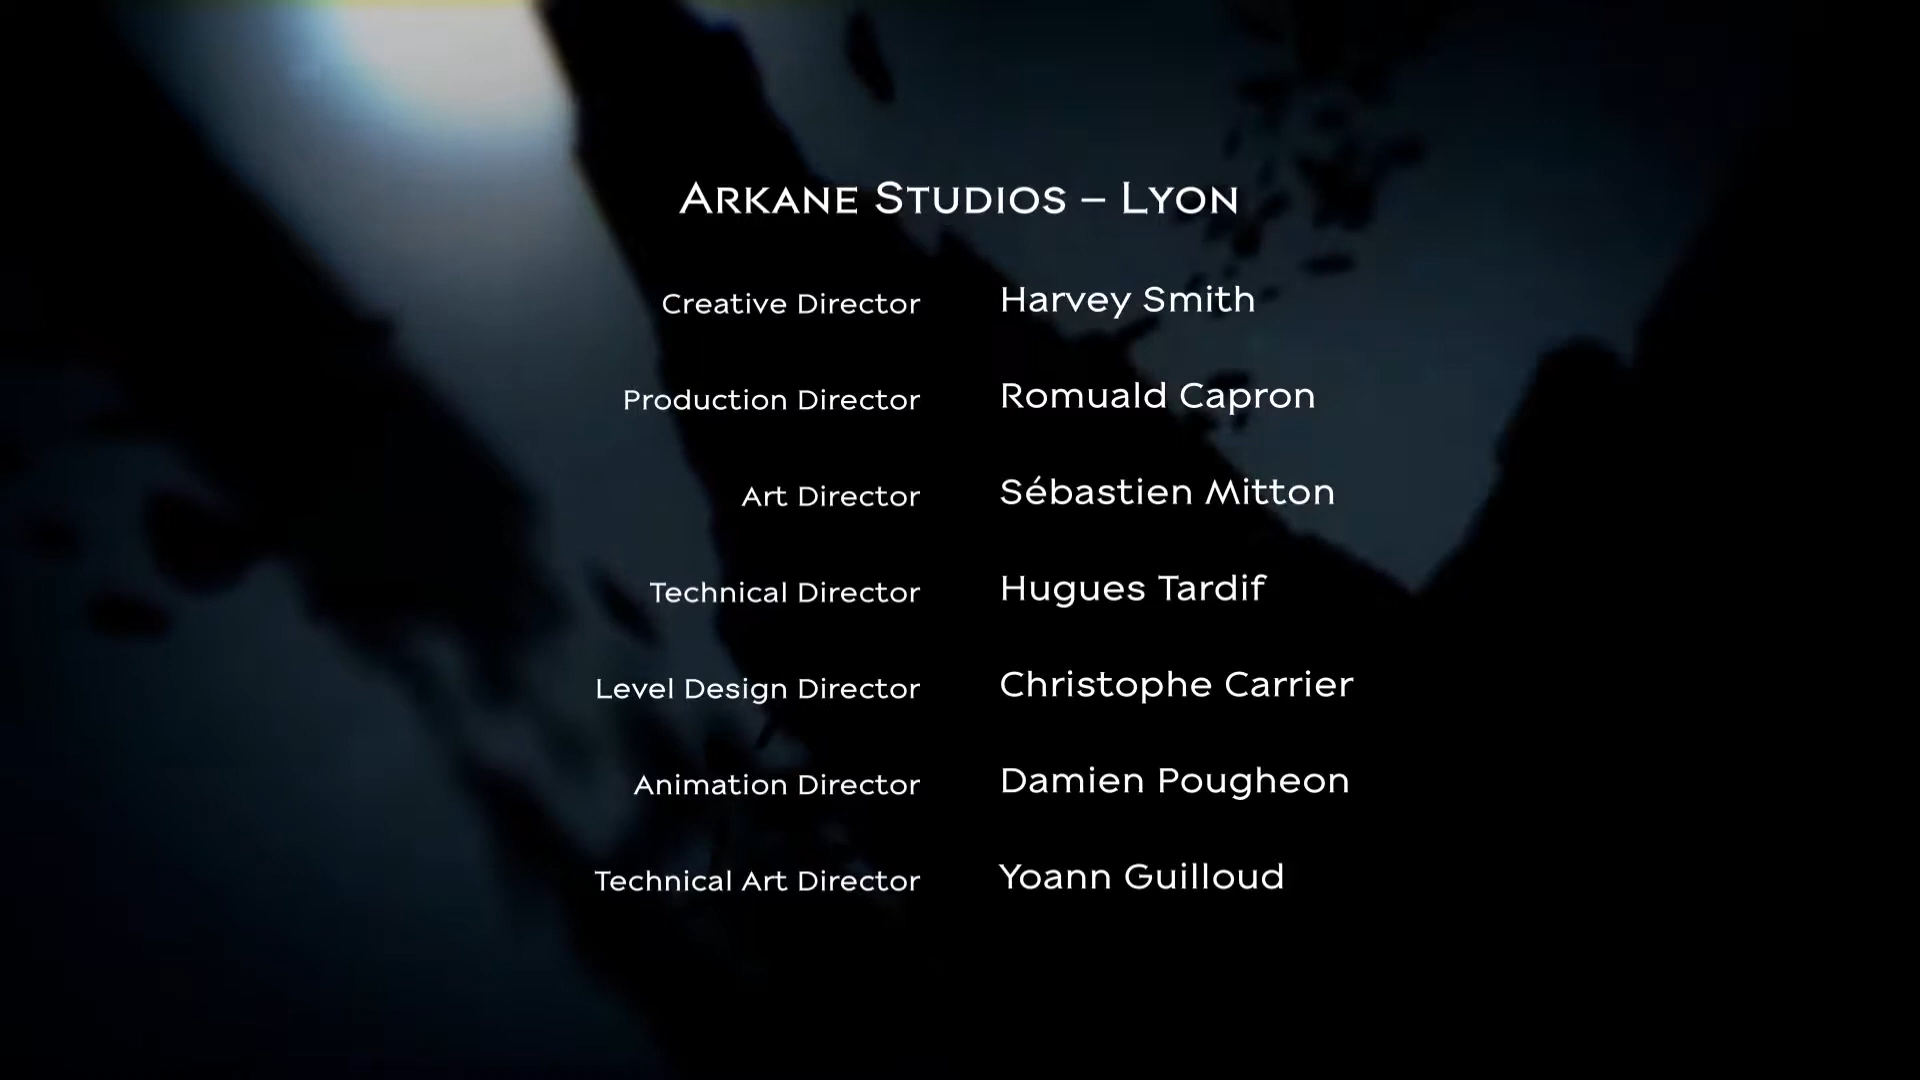 Arkane Studios – Lyon
Creative Director Harvey Smith
Production Director Romuald Capron
Art Director Sébastien Mitton
Technical Director Hugues Tardif
Level Design Director Christophe Carrier
Animation Director Damien Pougheon
Technical Art Director Yoann Guilloud